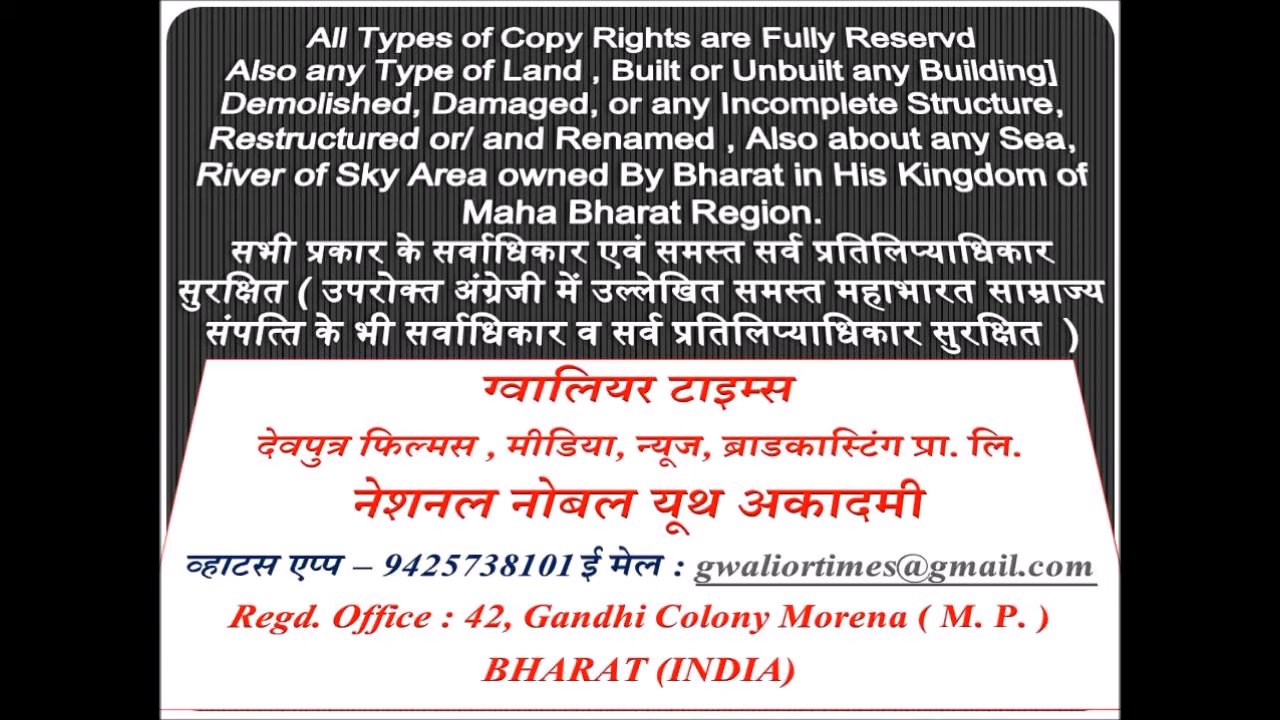 All Types of Copy Rights are Fully Reservd
Also any Type of Land , Built or Unbuilt any Building]
Demolished, Damaged, or any Incomplete Structure,
Restructured or/ and Renamed , Also about any Sea,
River of Sky Area owned By Bharat in His Kingdom of
Maha Bharat Region.
सभी प्रकार के सर्वाधिकार एवं समस्त सर्व प्रतिलिप्याधिकार
सुरक्षित ( उपरोक्त अंग्रेजी में उल्लेखित समस्त महाभारत साम्राज्य
संपत्ति के भी सर्वाधिकार व सर्व प्रतिलिप्याधिकार सुरक्षित )
ग्वालियर टाइम्स
देवपुत्र फिल्मस , मीडिया, न्यूज, ब्राडकास्टिंग प्रा. लि.
नेशनल नोबल यूथ अकादमी
व्हाटस एप्प – 9425738101 ई मेल : gwaliortimes@gmail.com
Regd. Office : 42, Gandhi Colony Morena ( M. P. )
BHARAT (INDIA)